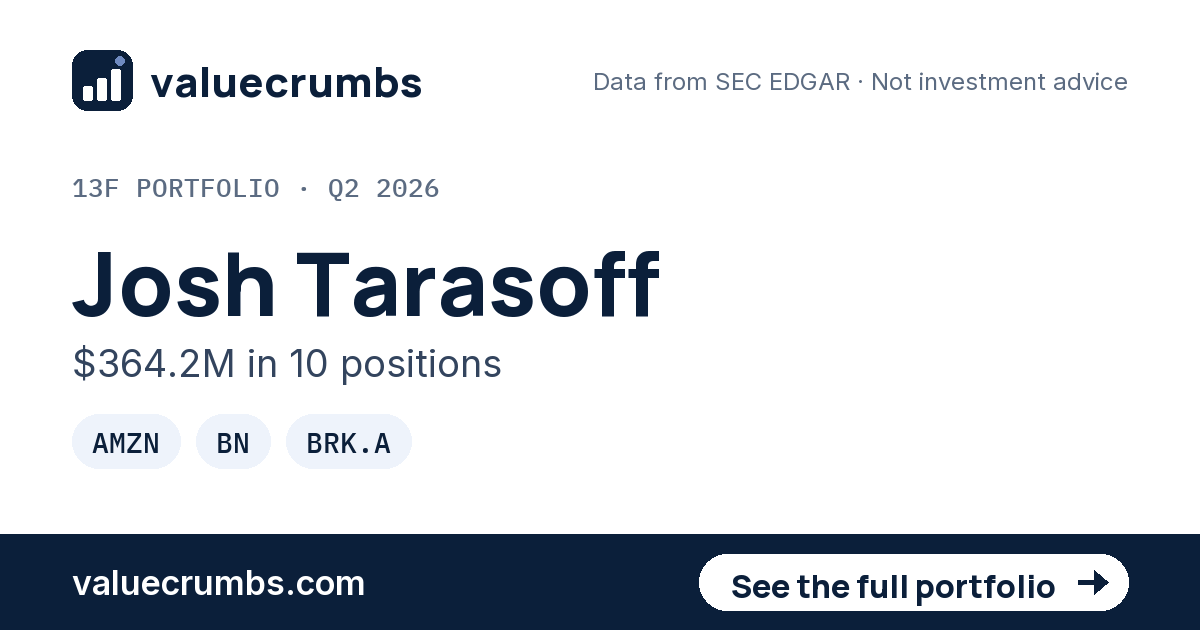 valuecrumbs
Data from SEC EDGAR · Not investment advice
13F PORTFOLIO · Q2 2026
Josh Tarasoff
$364.2M in 10 positions
AMZN BN BRK.A
valuecrumbs.com
See the full portfolio →